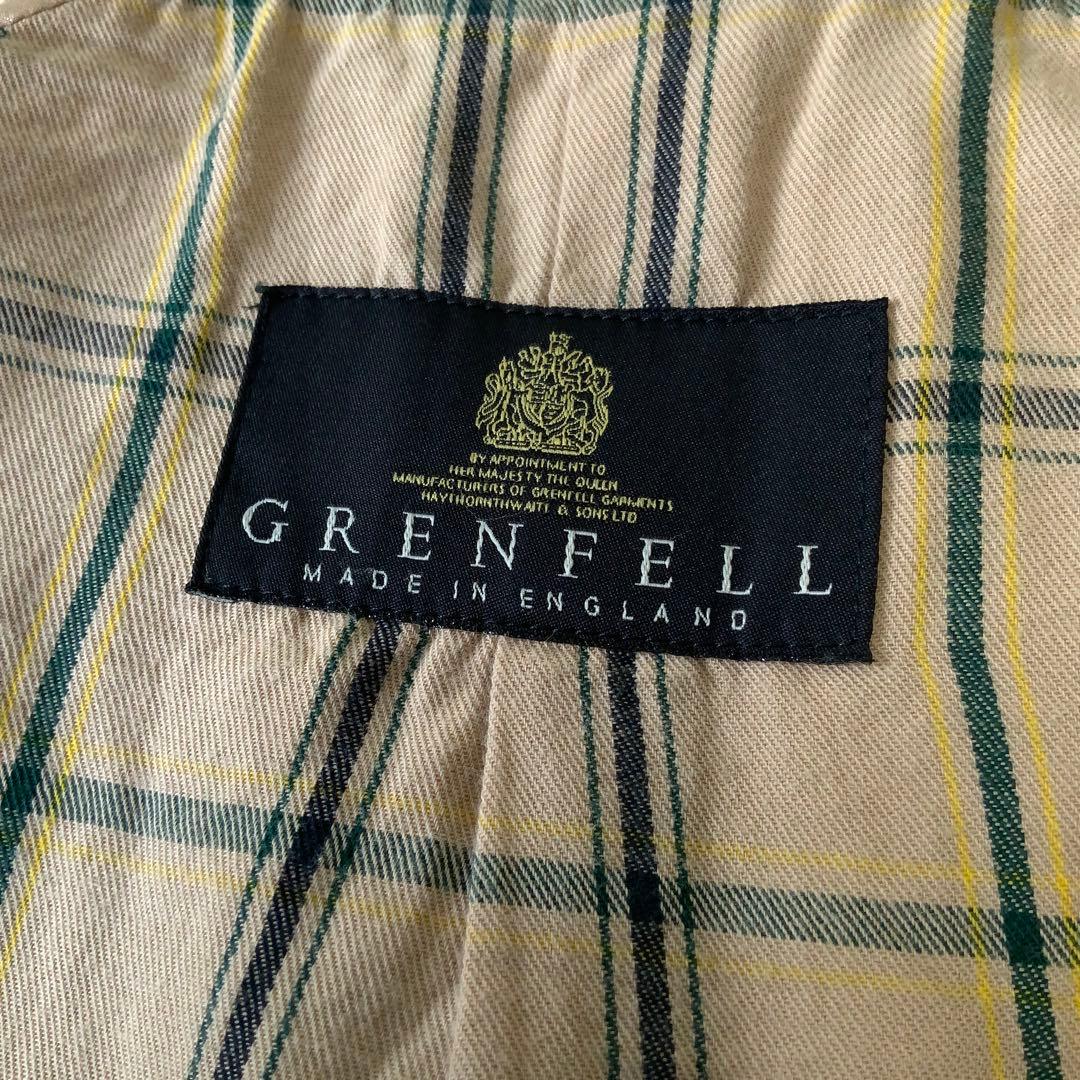 BY APPOINTMENT TO
HER MAJESTY THE QUEEN
MANUFACTURERS OF GRENFELL GARMENTS
HAYTHORNTHWAITE & SONS LTD
GRENFELL
MADE IN ENGLAND